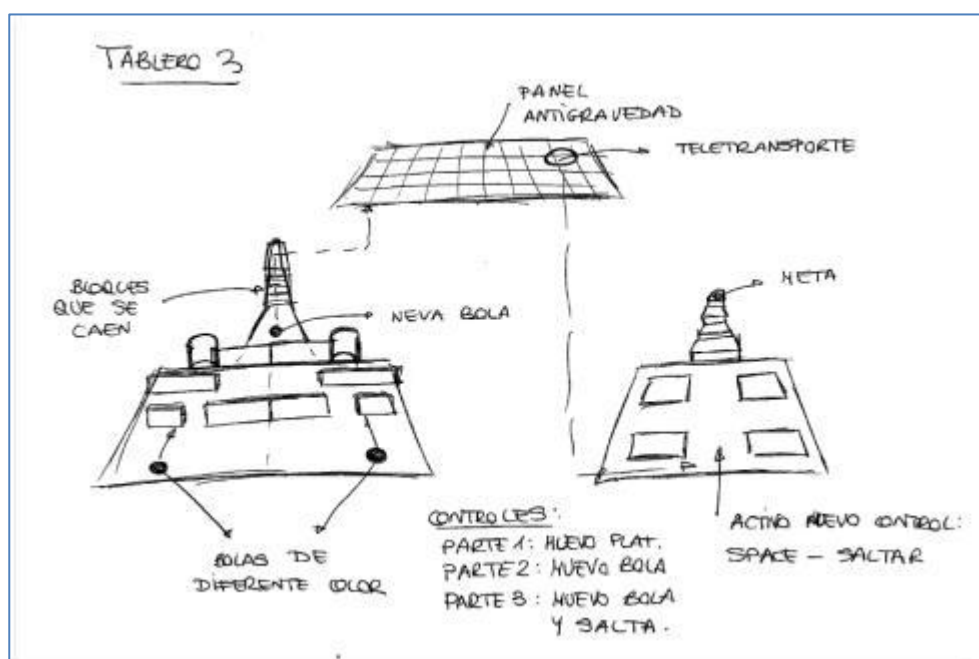 TABLERO 3
PANEL
ANTIGRAVEDAD
TELETRANSPORTE
BLOQUES
QUE SE
CAEN
NEVA BOLA
META
BOLAS DE
DIFERENTE COLOR
CONTROLES:
PARTE 1: MUEVO PLAT.
PARTE 2: MUEVO BOLA
PARTE 3: MUEVO BOLA
Y SALTA.
ACTIVO NUEVO CONTROL:
SPACE - SALTAR